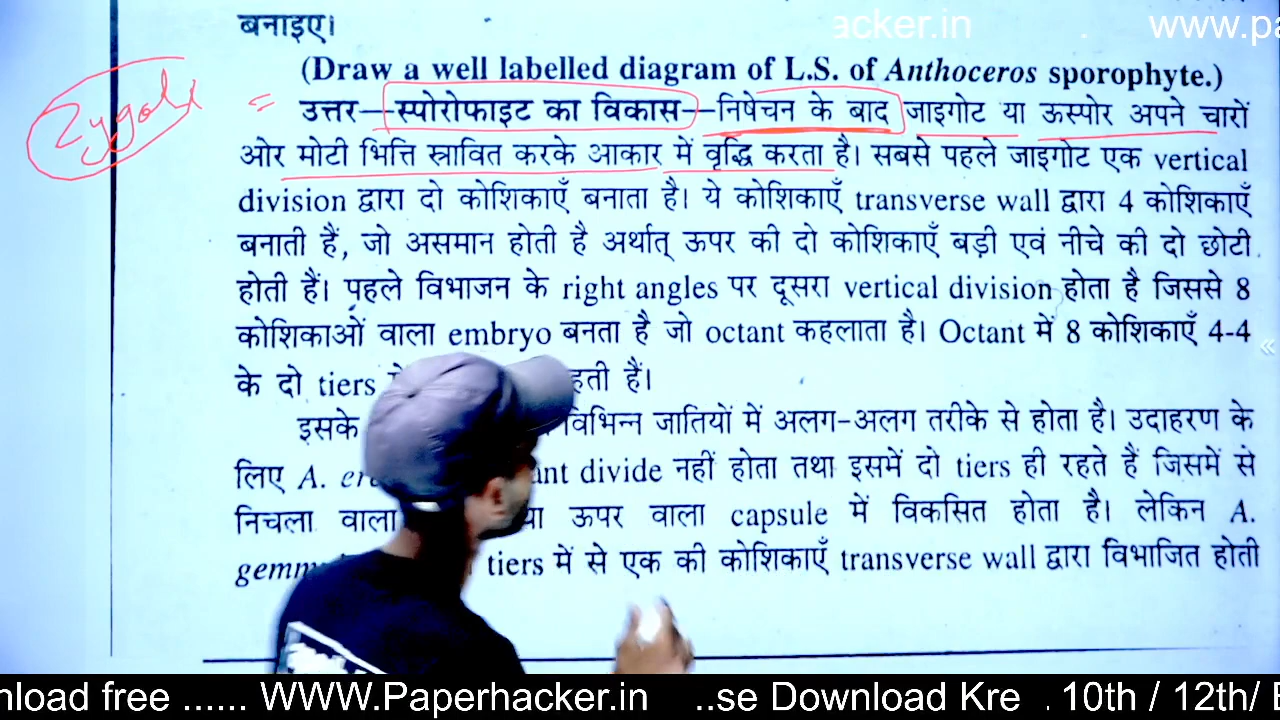 acker.in . www.pa
बनाइए।
(Draw a well labelled diagram of L.S. of Anthoceros sporophyte.)
Zygote =
उत्तर—स्पोरोफाइट का विकास—निषेचन के बाद जाइगोट या ऊस्पोर अपने चारों
ओर मोटी भित्ति स्रावित करके आकार में वृद्धि करता है। सबसे पहले जाइगोट एक vertical
division द्वारा दो कोशिकाएँ बनाता है। ये कोशिकाएँ transverse wall द्वारा 4 कोशिकाएँ
बनाती हैं, जो असमान होती है अर्थात् ऊपर की दो कोशिकाएँ बड़ी एवं नीचे की दो छोटी
होती हैं। पहले विभाजन के right angles पर दूसरा vertical division होता है जिससे 8
कोशिकाओं वाला embryo बनता है जो octant कहलाता है। Octant में 8 कोशिकाएँ 4-4
के दो tiers हती हैं।
इसके विभिन्न जातियों में अलग-अलग तरीके से होता है। उदाहरण के
लिए A. ant divide नहीं होता तथा इसमें दो tiers ही रहते हैं जिसमें से
निचला वाला ऊपर वाला capsule में विकसित होता है। लेकिन A.
gemm tiers में से एक की कोशिकाएँ transverse wall द्वारा विभाजित होती
nload free ...... WWW.Paperhacker.in ..se Download Kre . 10th / 12th/